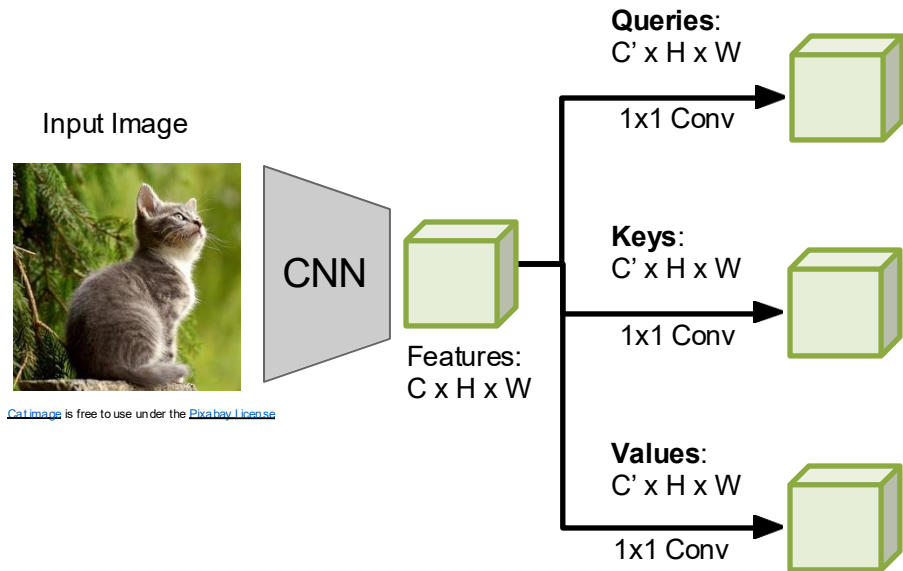 Input Image
Cat image is free to use under the Pixabay License
CNN
Features:
C x H x W
Queries:
C' x H x W
1x1 Conv
Keys:
C' x H x W
1x1 Conv
Values:
C' x H x W
1x1 Conv